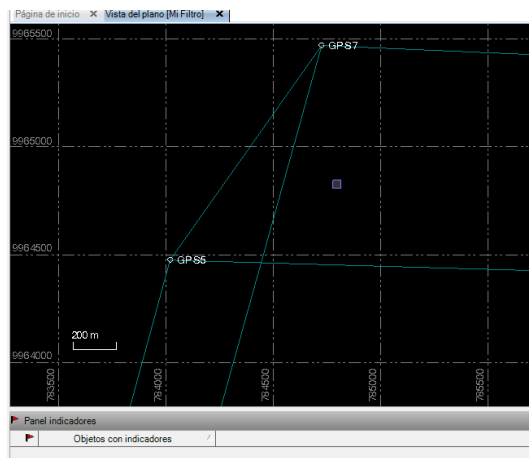 Página de inicio
Vista del plano [Mi Filtro]
9965500
GPS7
9965000
9964500
GPS5
200 m
9964000
783500
784000
784500
785000
785500
Panel indicadores
Objetos con indicadores